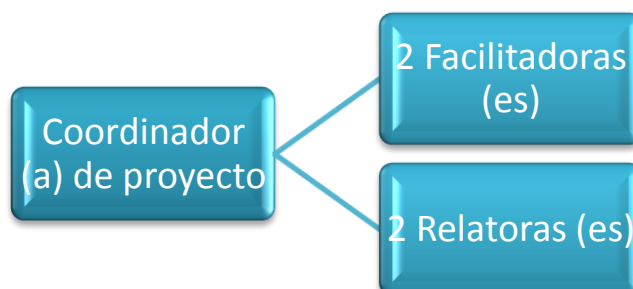 Coordinador
(a) de proyecto
2 Facilitadoras
(es)
2 Relatoras (es)